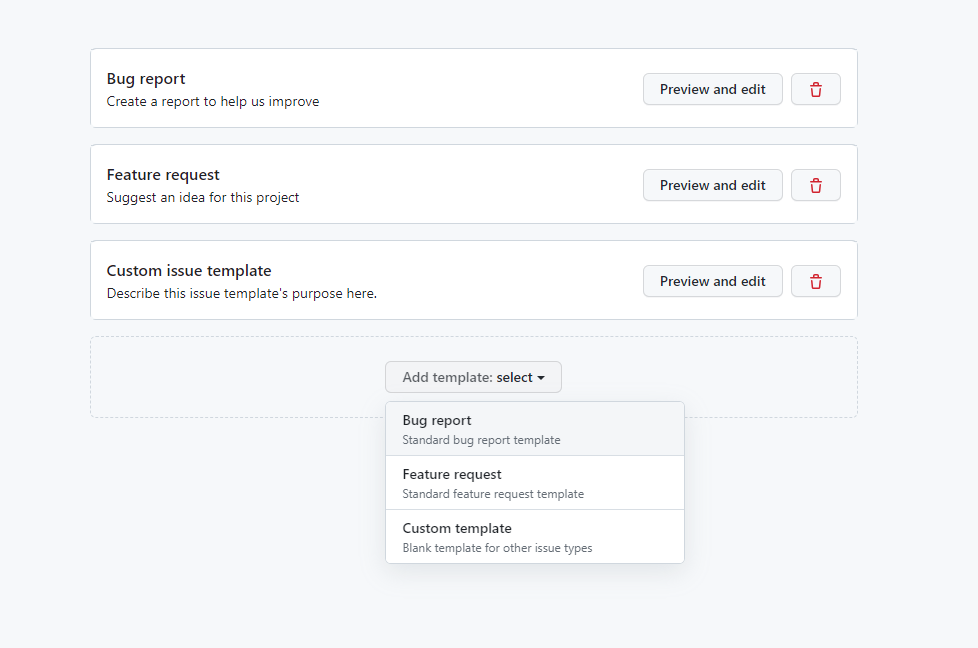 Bug report
Create a report to help us improve
Preview and edit
Feature request
Suggest an idea for this project
Preview and edit
Custom issue template
Describe this issue template's purpose here.
Preview and edit
Add template: select
Bug report
Standard bug report template
Feature request
Standard feature request template
Custom template
Blank template for other issue types